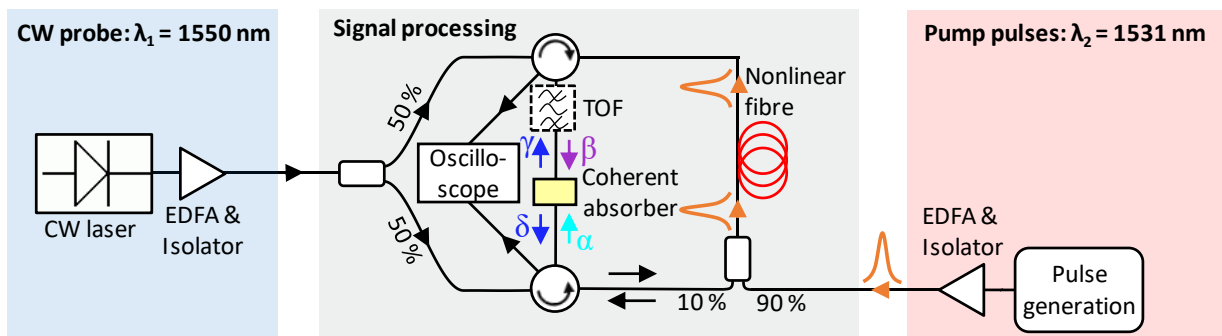 CW probe: λ₁ = 1550 nm
Signal processing
Pump pulses: λ₂ = 1531 nm
50 %
TOF
Nonlinear
fibre
γ
β
Oscillo-
scope
Coherent
absorber
CW laser
EDFA &
Isolator
50 %
δ
α
EDFA &
Isolator
10 %
90 %
Pulse
generation